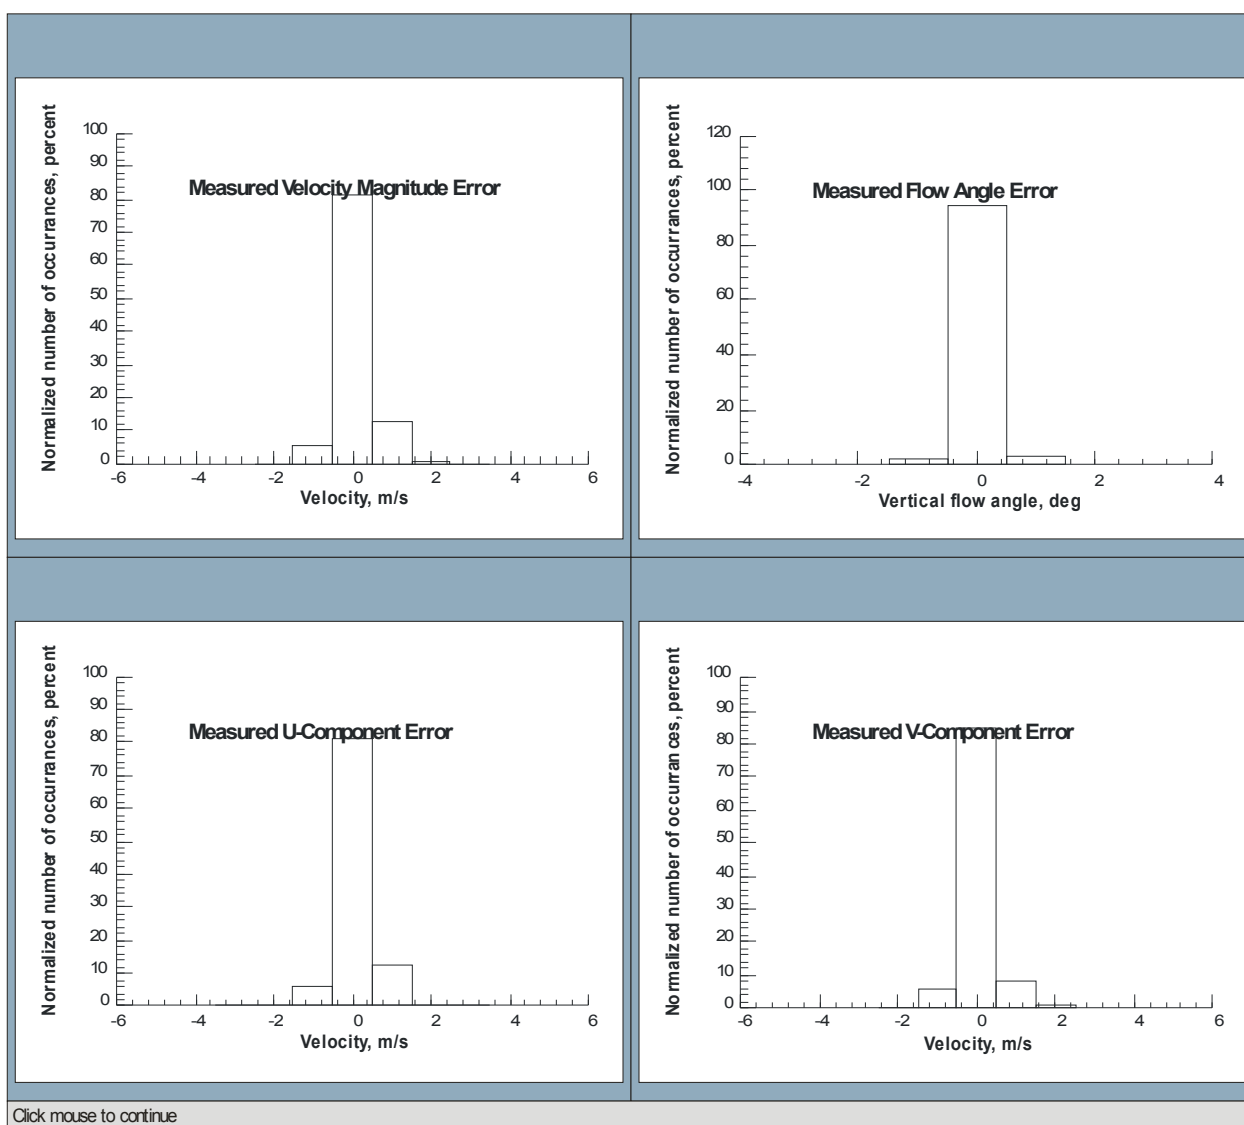 Normalized number of occurrances, percent
100
90
80
70
60
50
40
30
20
10
0
Measured Velocity Magnitude Error
-6 -4 -2 0 2 4 6
Velocity, m/s
Normalized number of occurrances, percent
120
100
80
60
40
20
0
Measured Flow Angle Error
-4 -2 0 2 4
Vertical flow angle, deg
Normalized number of occurrances, percent
100
90
80
70
60
50
40
30
20
10
0
Measured U-Component Error
-6 -4 -2 0 2 4 6
Velocity, m/s
Normalized number of occurrances, percent
100
90
80
70
60
50
40
30
20
10
0
Measured V-Component Error
-6 -4 -2 0 2 4 6
Velocity, m/s
Click mouse to continue